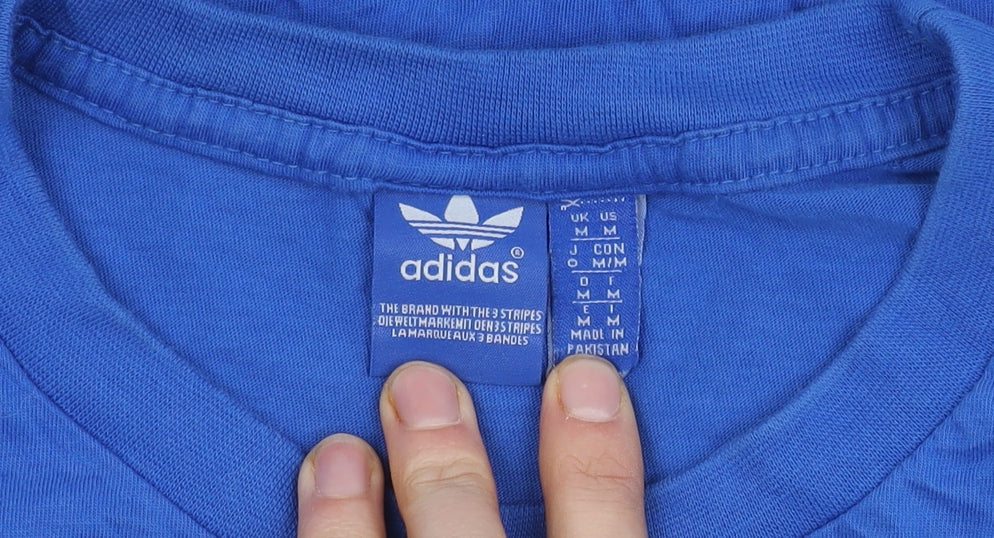 adidas®
THE BRAND WITH THE 3 STRIPES
DIE WELTMARKE MIT DEN 3 STRIPES
LA MARQUE AUX 3 BANDES
UK US
M M
J CON
O M/M
D F
M M
E I
M M
MADE IN
PAKISTAN